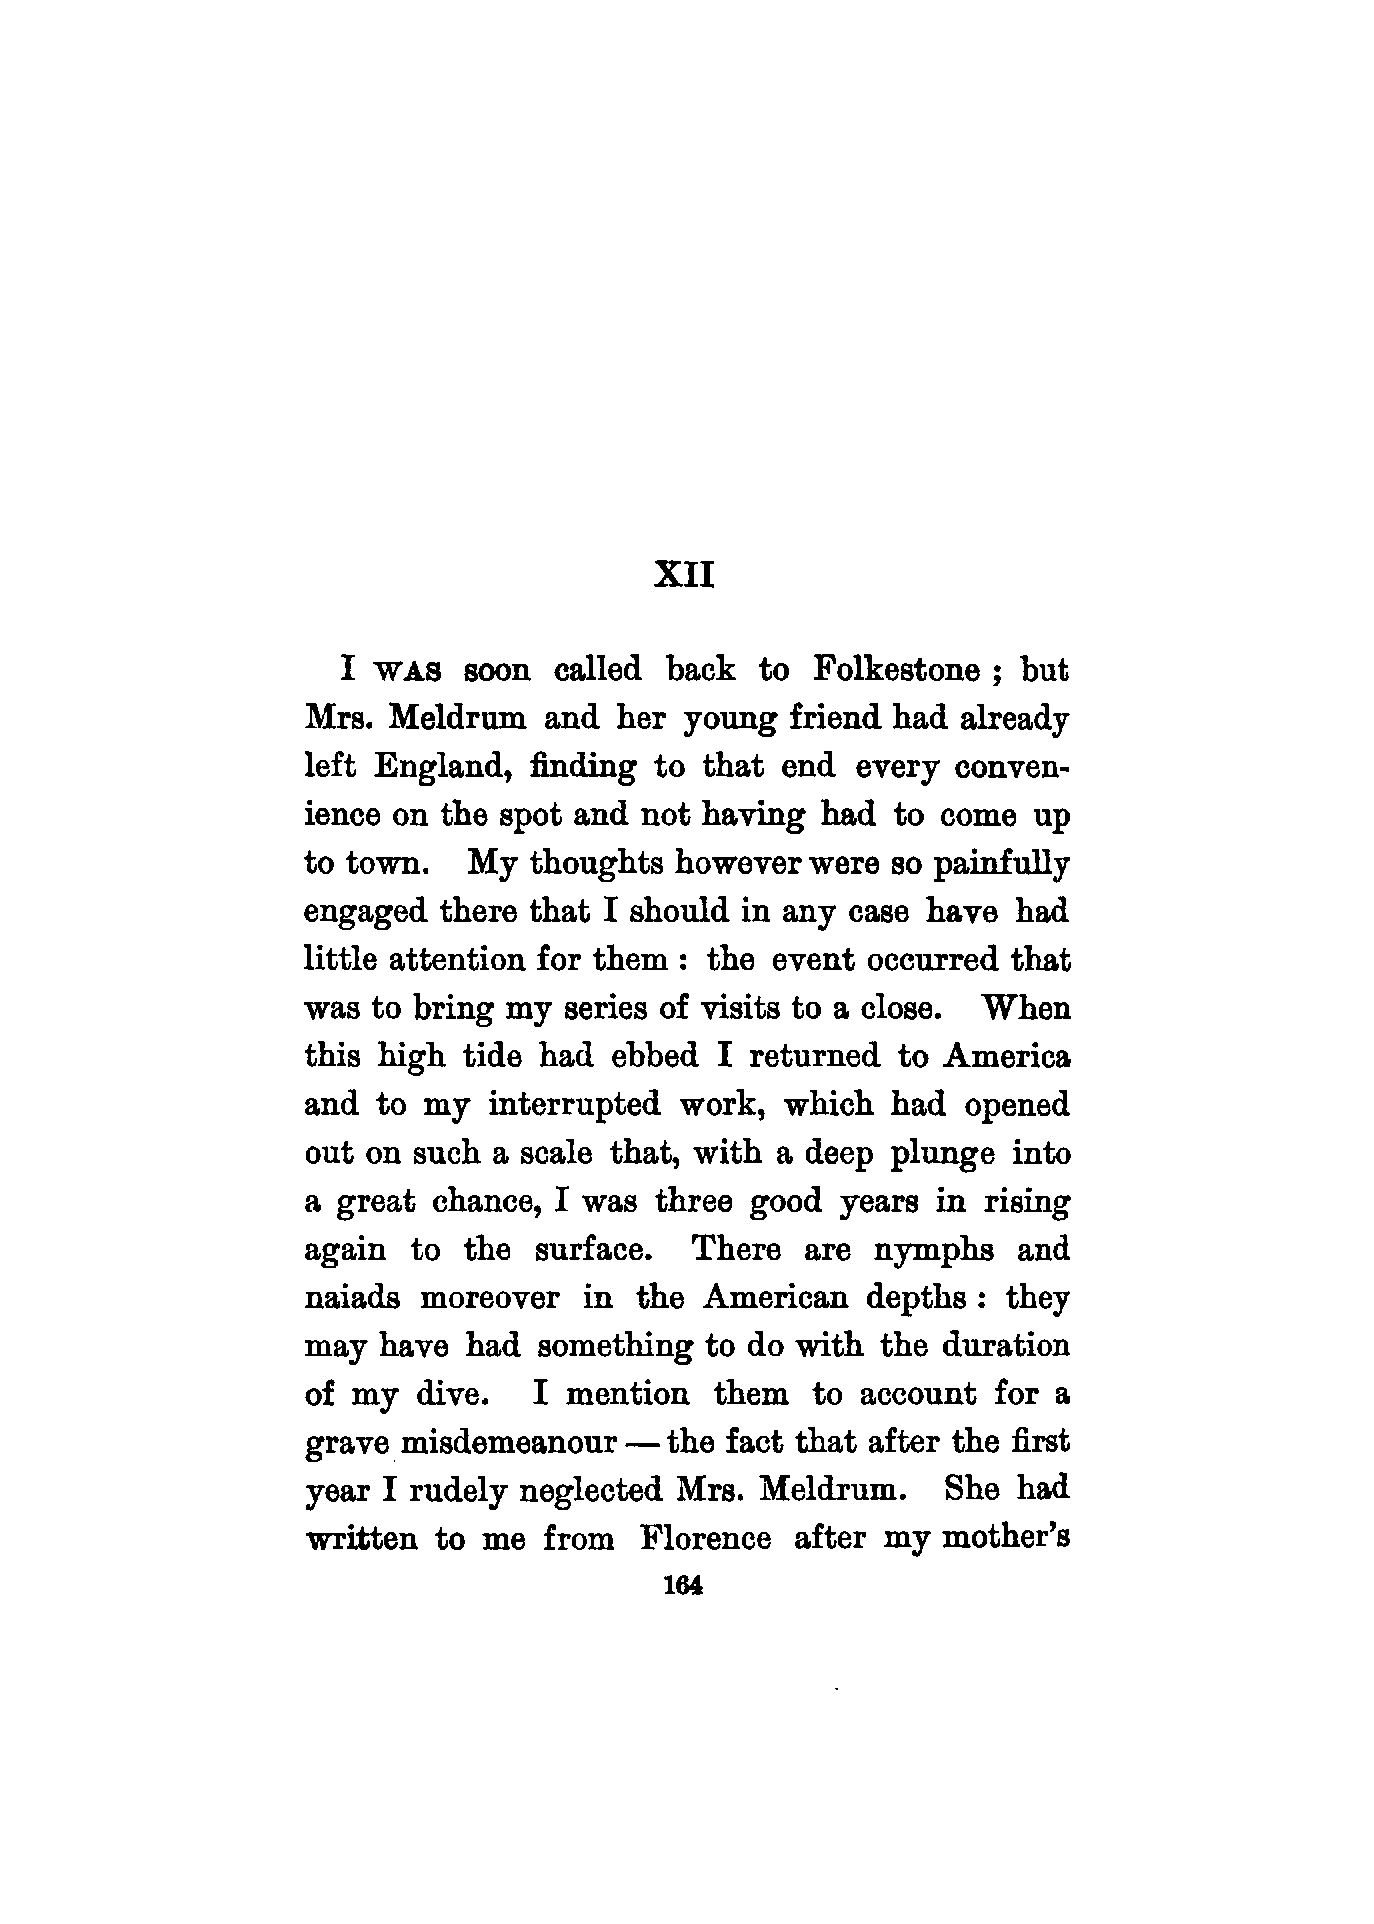 XII
I WAS soon called back to Folkestone ; but
Mrs. Meldrum and her young friend had already
left England, finding to that end every conven-
ience on the spot and not having had to come up
to town. My thoughts however were so painfully
engaged there that I should in any case have had
little attention for them : the event occurred that
was to bring my series of visits to a close. When
this high tide had ebbed I returned to America
and to my interrupted work, which had opened
out on such a scale that, with a deep plunge into
a great chance, I was three good years in rising
again to the surface. There are nymphs and
naiads moreover in the American depths : they
may have had something to do with the duration
of my dive. I mention them to account for a
grave misdemeanour — the fact that after the first
year I rudely neglected Mrs. Meldrum. She had
written to me from Florence after my mother's
164